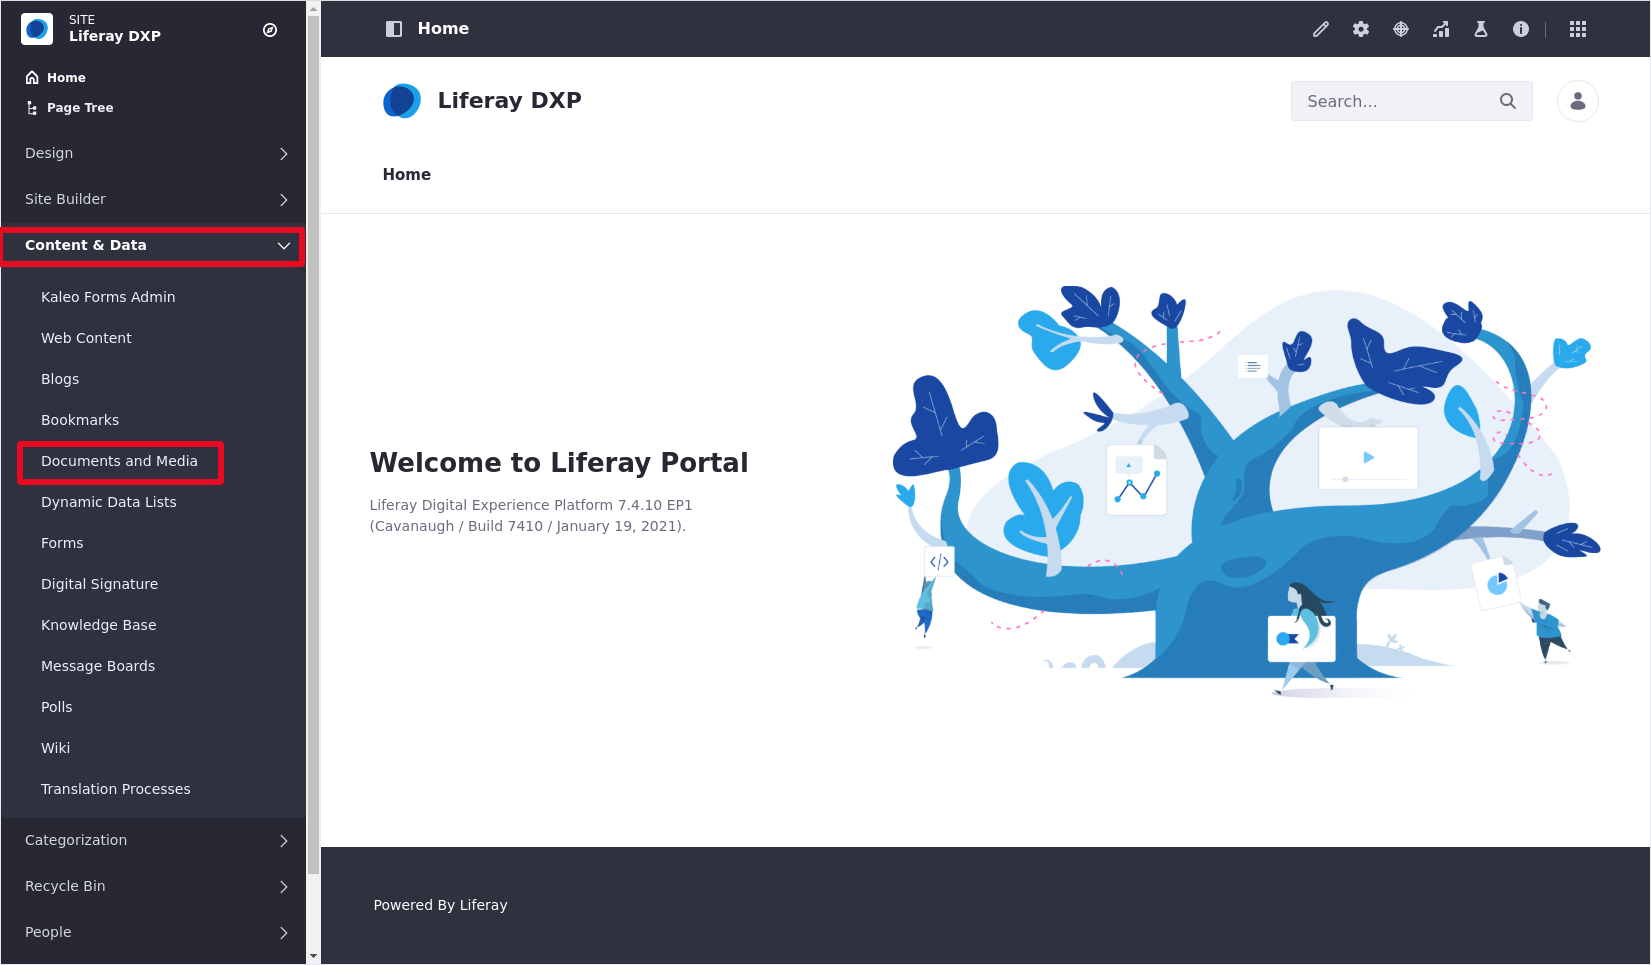 SITE
Liferay DXP
Home
Page Tree
Design
Site Builder
Content & Data
Kaleo Forms Admin
Web Content
Blogs
Bookmarks
Documents and Media
Dynamic Data Lists
Forms
Digital Signature
Knowledge Base
Message Boards
Polls
Wiki
Translation Processes
Categorization
Recycle Bin
People
Home
Liferay DXP
Search...
Home
Welcome to Liferay Portal
Liferay Digital Experience Platform 7.4.10 EP1
(Cavanaugh / Build 7410 / January 19, 2021).
</>
Powered By Liferay